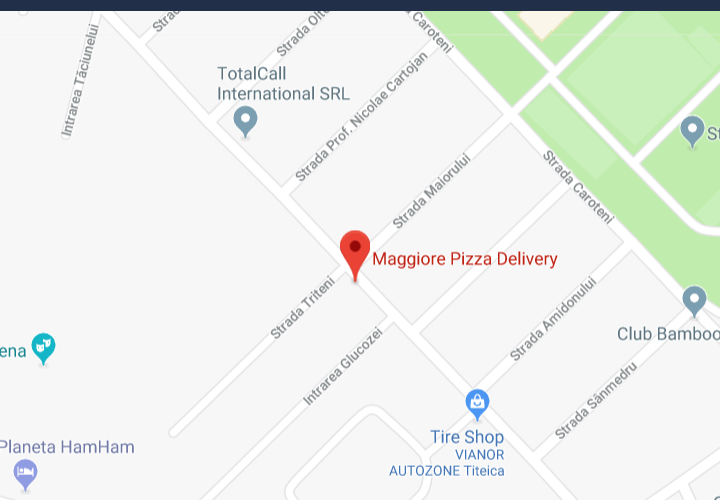 Strada
Strada Olte
Caroteni
Intrarea Tăciunelui
TotalCall
International SRL
Strada Prof. Nicolae Cartojan
St
Strada Maiorului
Strada Caroteni
Maggiore Pizza Delivery
Strada Triteni
Strada Amidonului
Club Bamboo
ena
Intrarea Glucozei
Strada Sânmedru
Tire Shop
VIANOR
AUTOZONE Titeica
Planeta HamHam